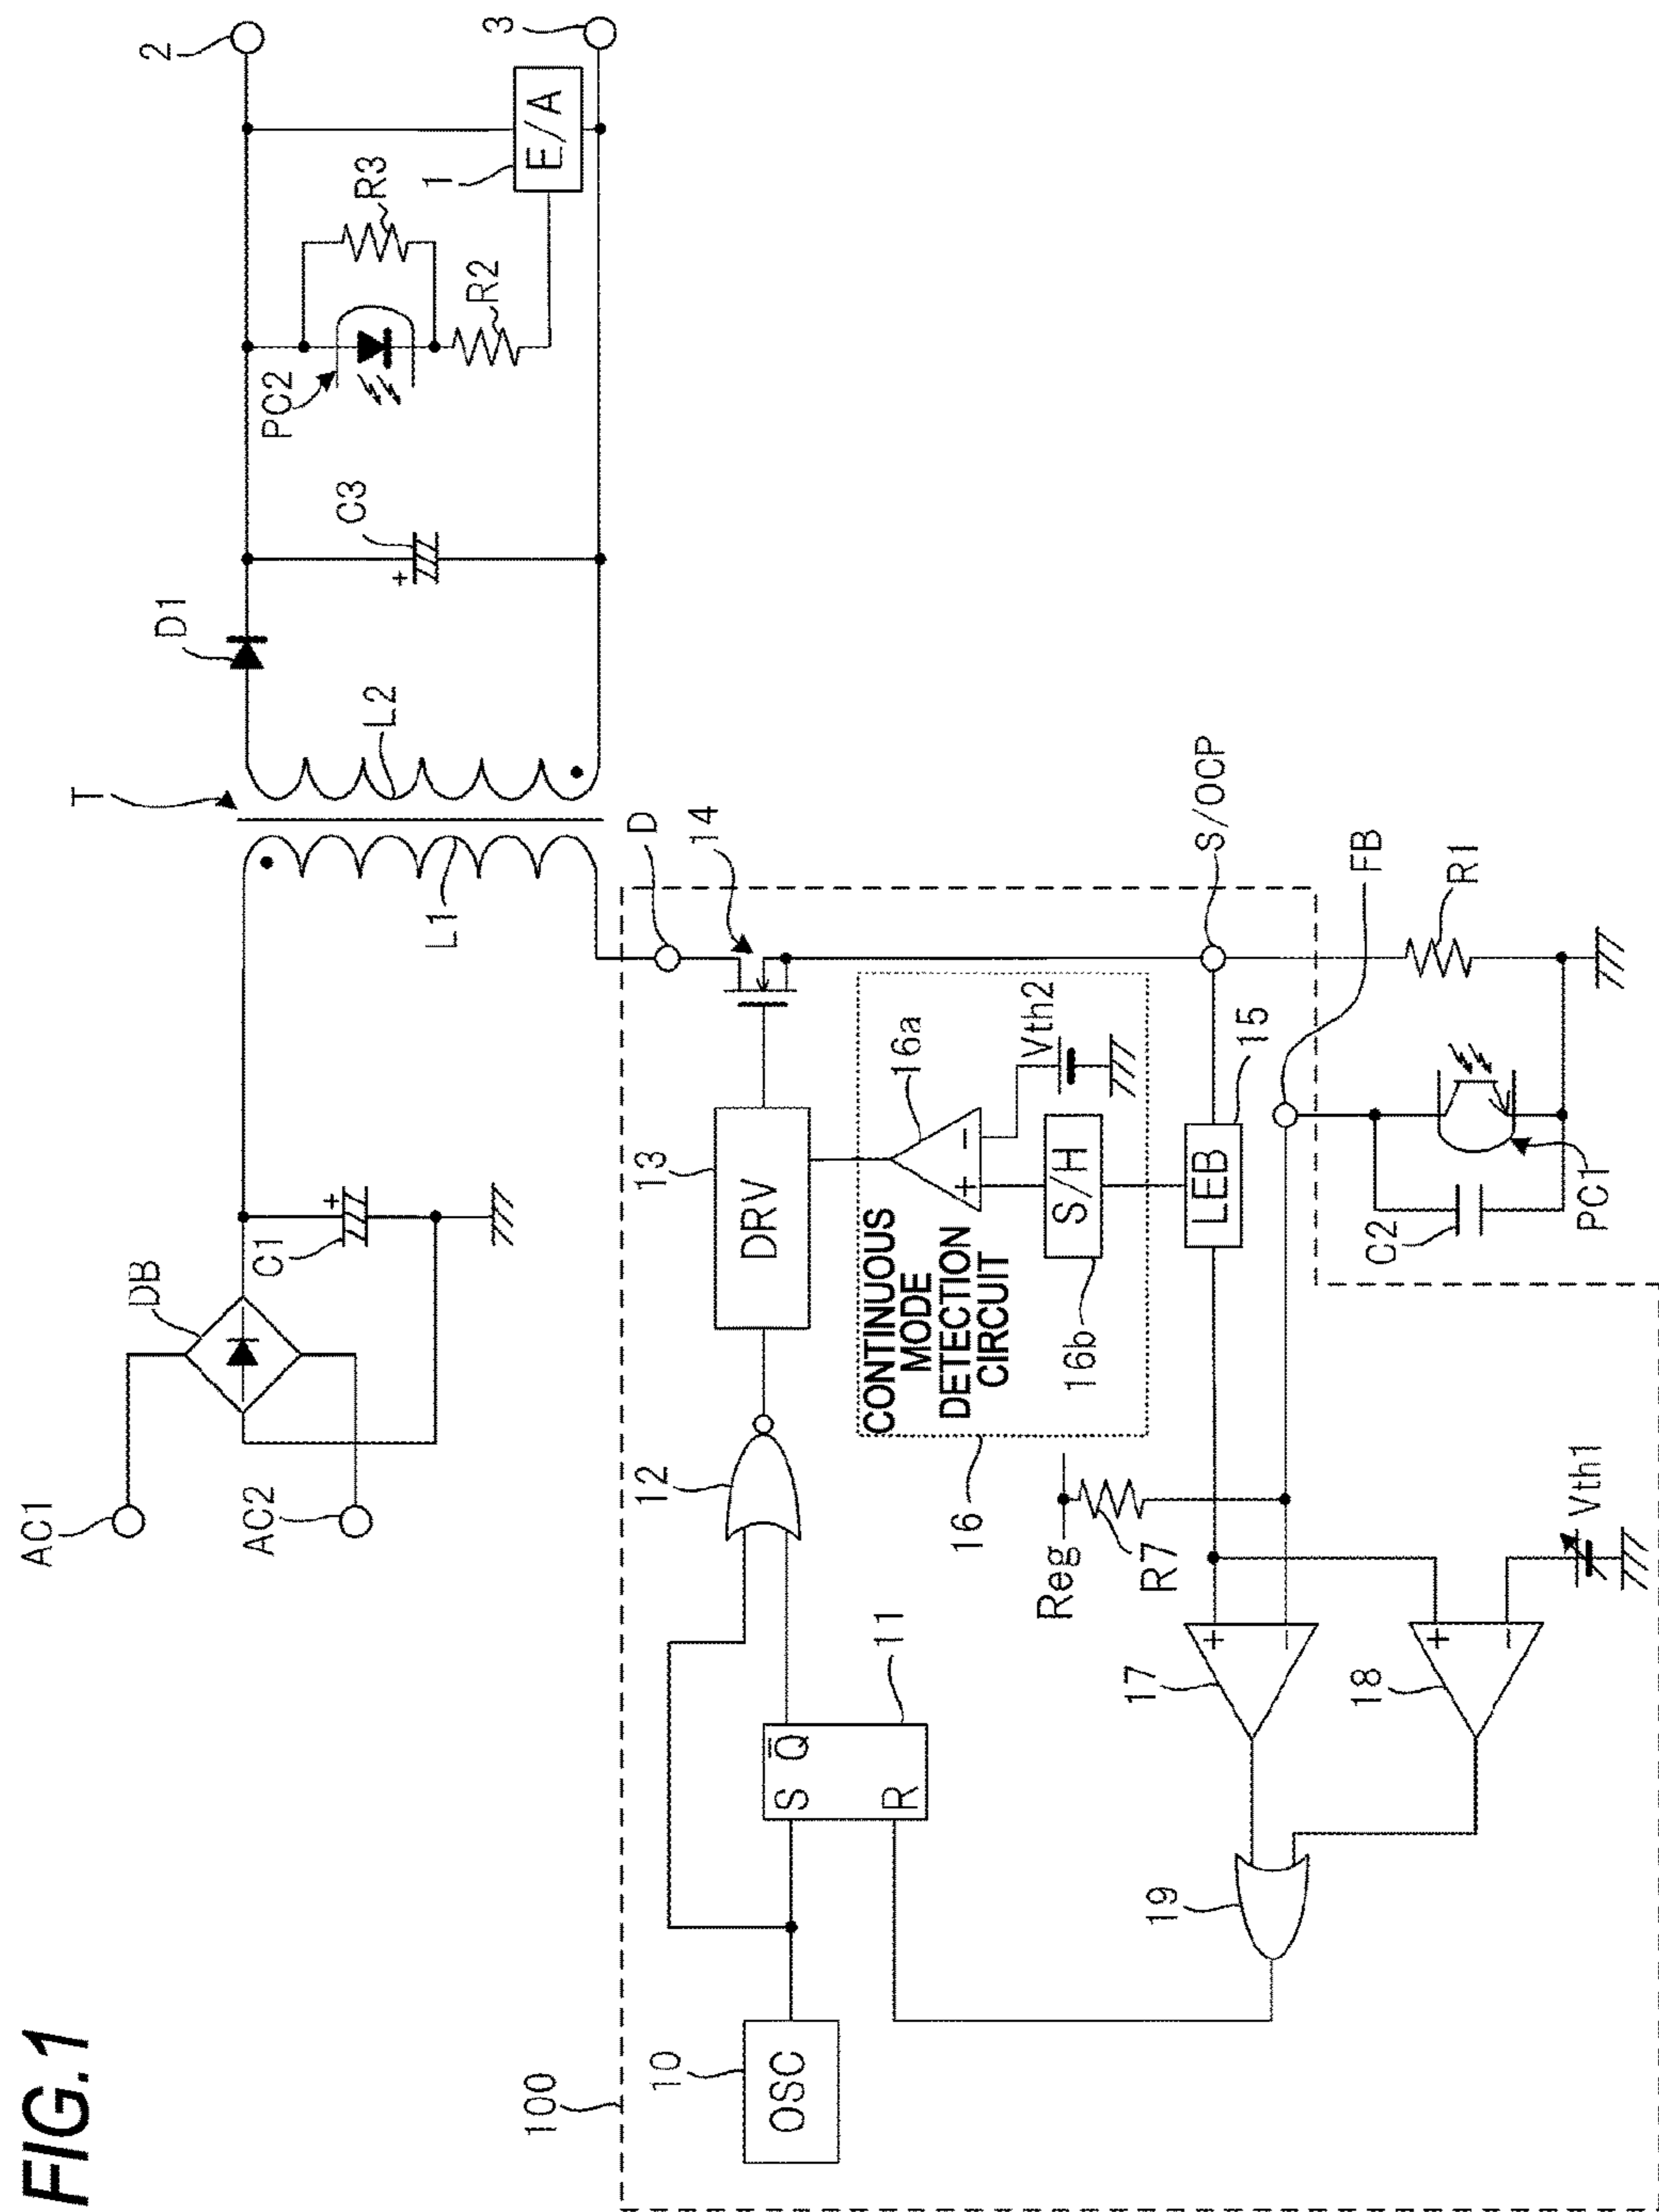 FIG.1
AC1
DB
AC2
C1
T
L1
L2
D1
C3
PC2
R3
R2
1
E/A
2
3
100
10
OSC
11
S Q̅
R
12
13
DRV
14
D
CONTINUOUS
MODE
DETECTION
CIRCUIT
16
16a
+
−
Vth2
16b
S/H
Reg
R7
15
LEB
S/OCP
FB
R1
PC1
C2
17
+
−
18
+
−
Vth1
19
+
+